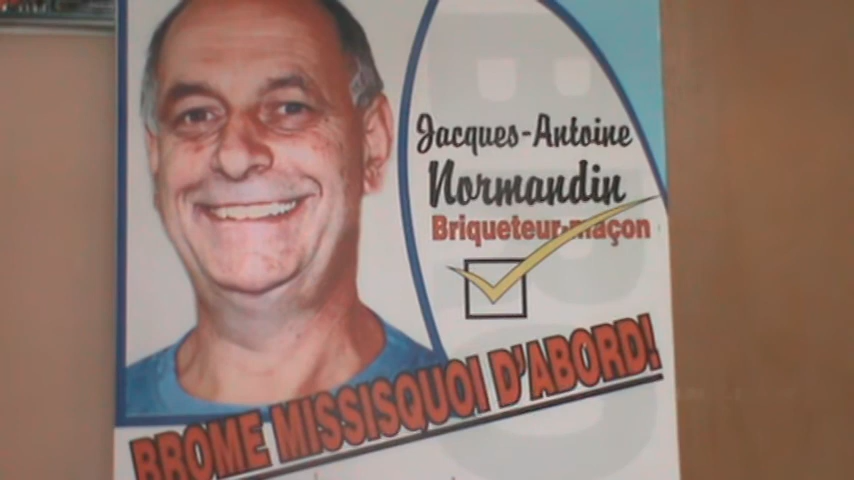 Jacques-Antoine
Normandin
Briqueteur-maçon
BROME MISSISQUOI D'ABORD!